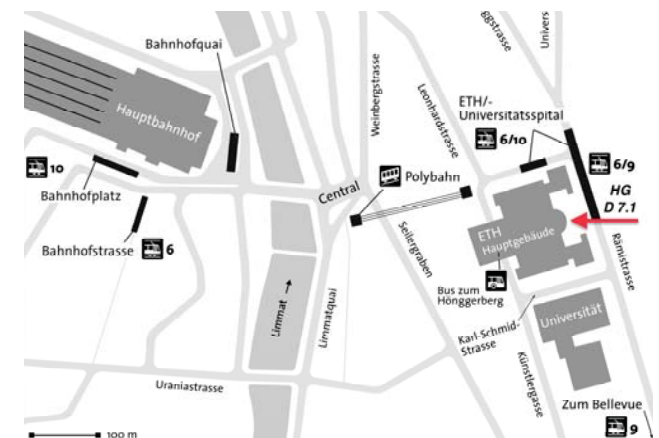 Bahnhofquai
Hauptbahnhof
10
Bahnhofplatz
Bahnhofstrasse
6
Uraniastrasse
100 m
Limmat
Limmatquai
Central
Weinbergstrasse
Leonhardstrasse
ggstrasse
Univers
Polybahn
Seilergraben
ETH/-
Universitätsspital
6/10
6/9
HG
D 7.1
ETH
Hauptgebäude
Rämistrasse
Bus zum
Hönggerberg
Karl-Schmid-
Strasse
Künstlergasse
Universität
Zum Bellevue
9